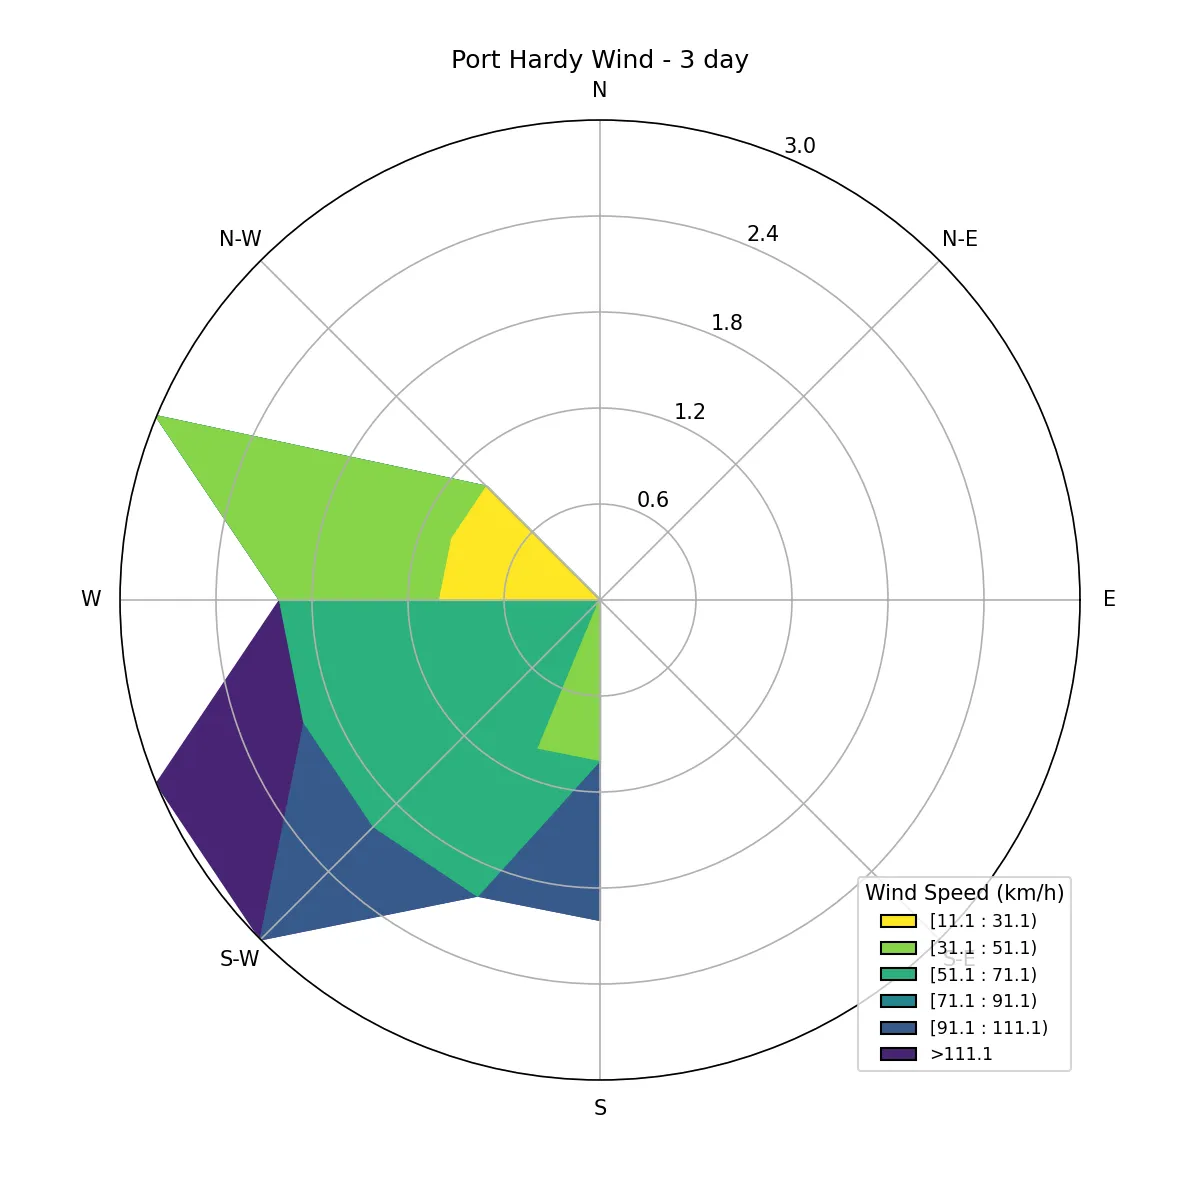 Port Hardy Wind - 3 day
N
3.0
N-W
2.4
N-E
1.8
1.2
0.6
W
E
Wind Speed (km/h)
[11.1 : 31.1)
[31.1 : 51.1)
S-W
S-E
[51.1 : 71.1)
[71.1 : 91.1)
[91.1 : 111.1)
>111.1
S